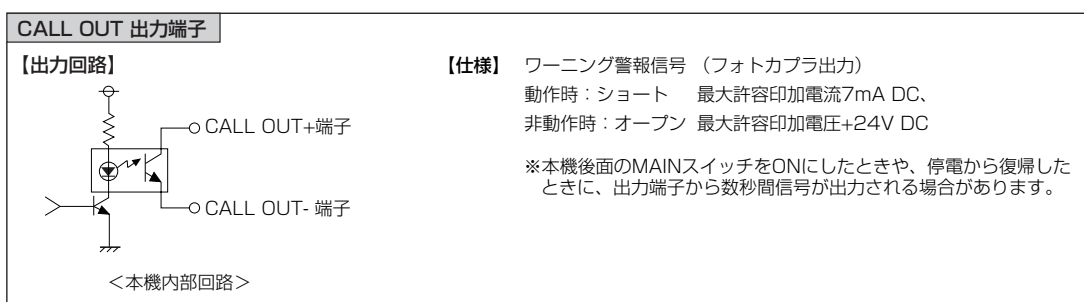 CALL OUT 出力端子
【出力回路】
CALL OUT+端子
CALL OUT- 端子
＜本機内部回路＞
【仕様】 ワーニング警報信号 （フォトカプラ出力）
動作時：ショート 最大許容印加電流7mA DC、
非動作時：オープン 最大許容印加電圧+24V DC
※本機後面のMAINスイッチをONにしたときや、停電から復帰した
ときに、出力端子から数秒間信号が出力される場合があります。